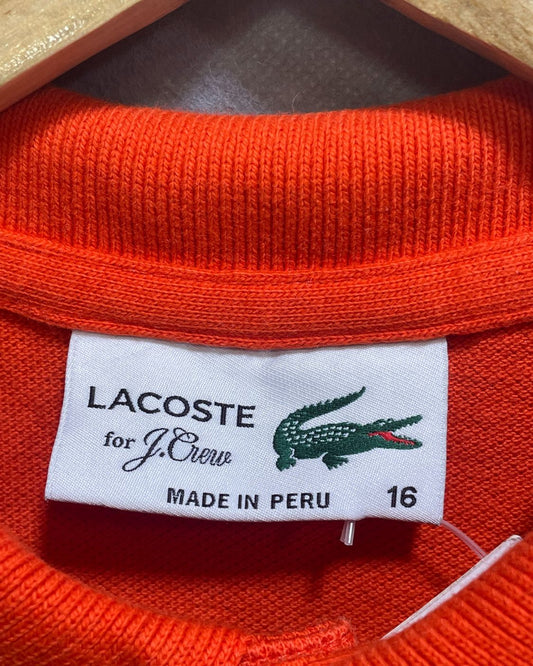 LACOSTE
for J.Crew
MADE IN PERU 16